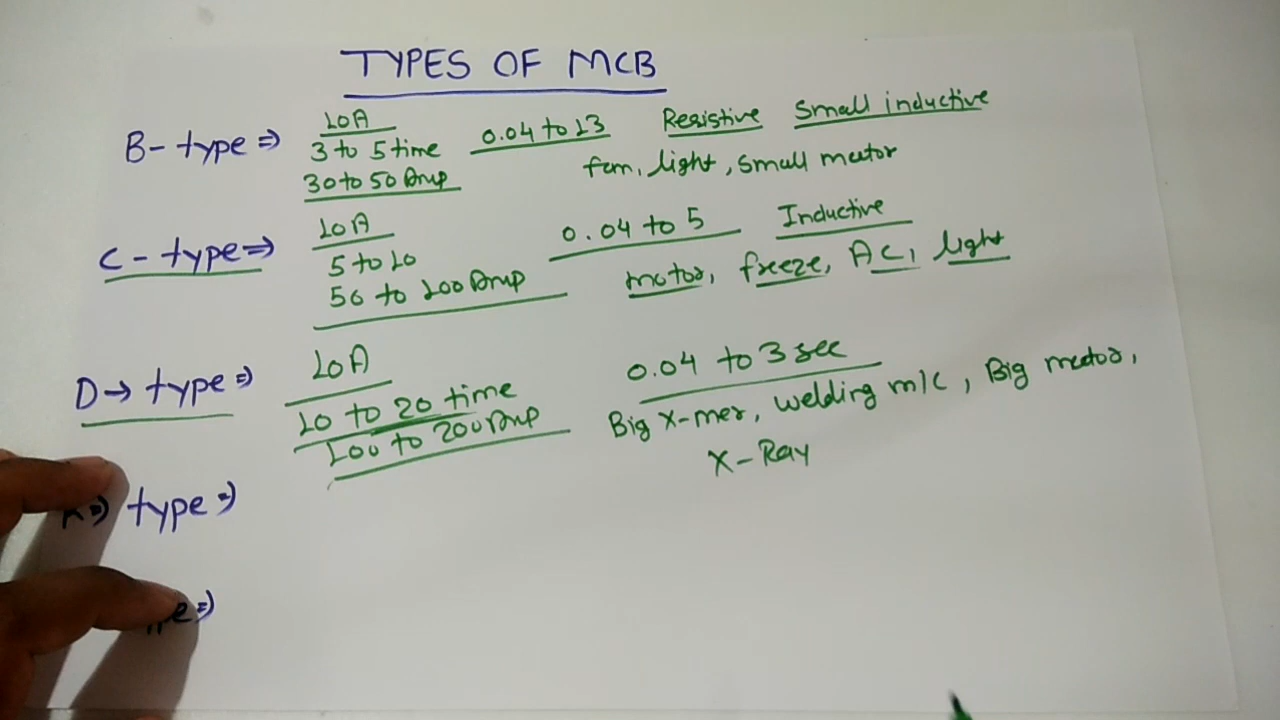 TYPES OF MCB
B- type ⇒ 10A 0.04 to 13 Resistive Small inductive
3 to 5 time fan, light, small motor
30 to 50 Amp
C- type ⇒ 10A 0.04 to 5 Inductive
5 to 10 motor, freeze, AC, light
50 to 100 Amp
D→ type ⇒ 10A 0.04 to 3 sec
10 to 20 time Big X-mer, welding m/c, Big motor,
100 to 200 Amp X-Ray
type ⇒